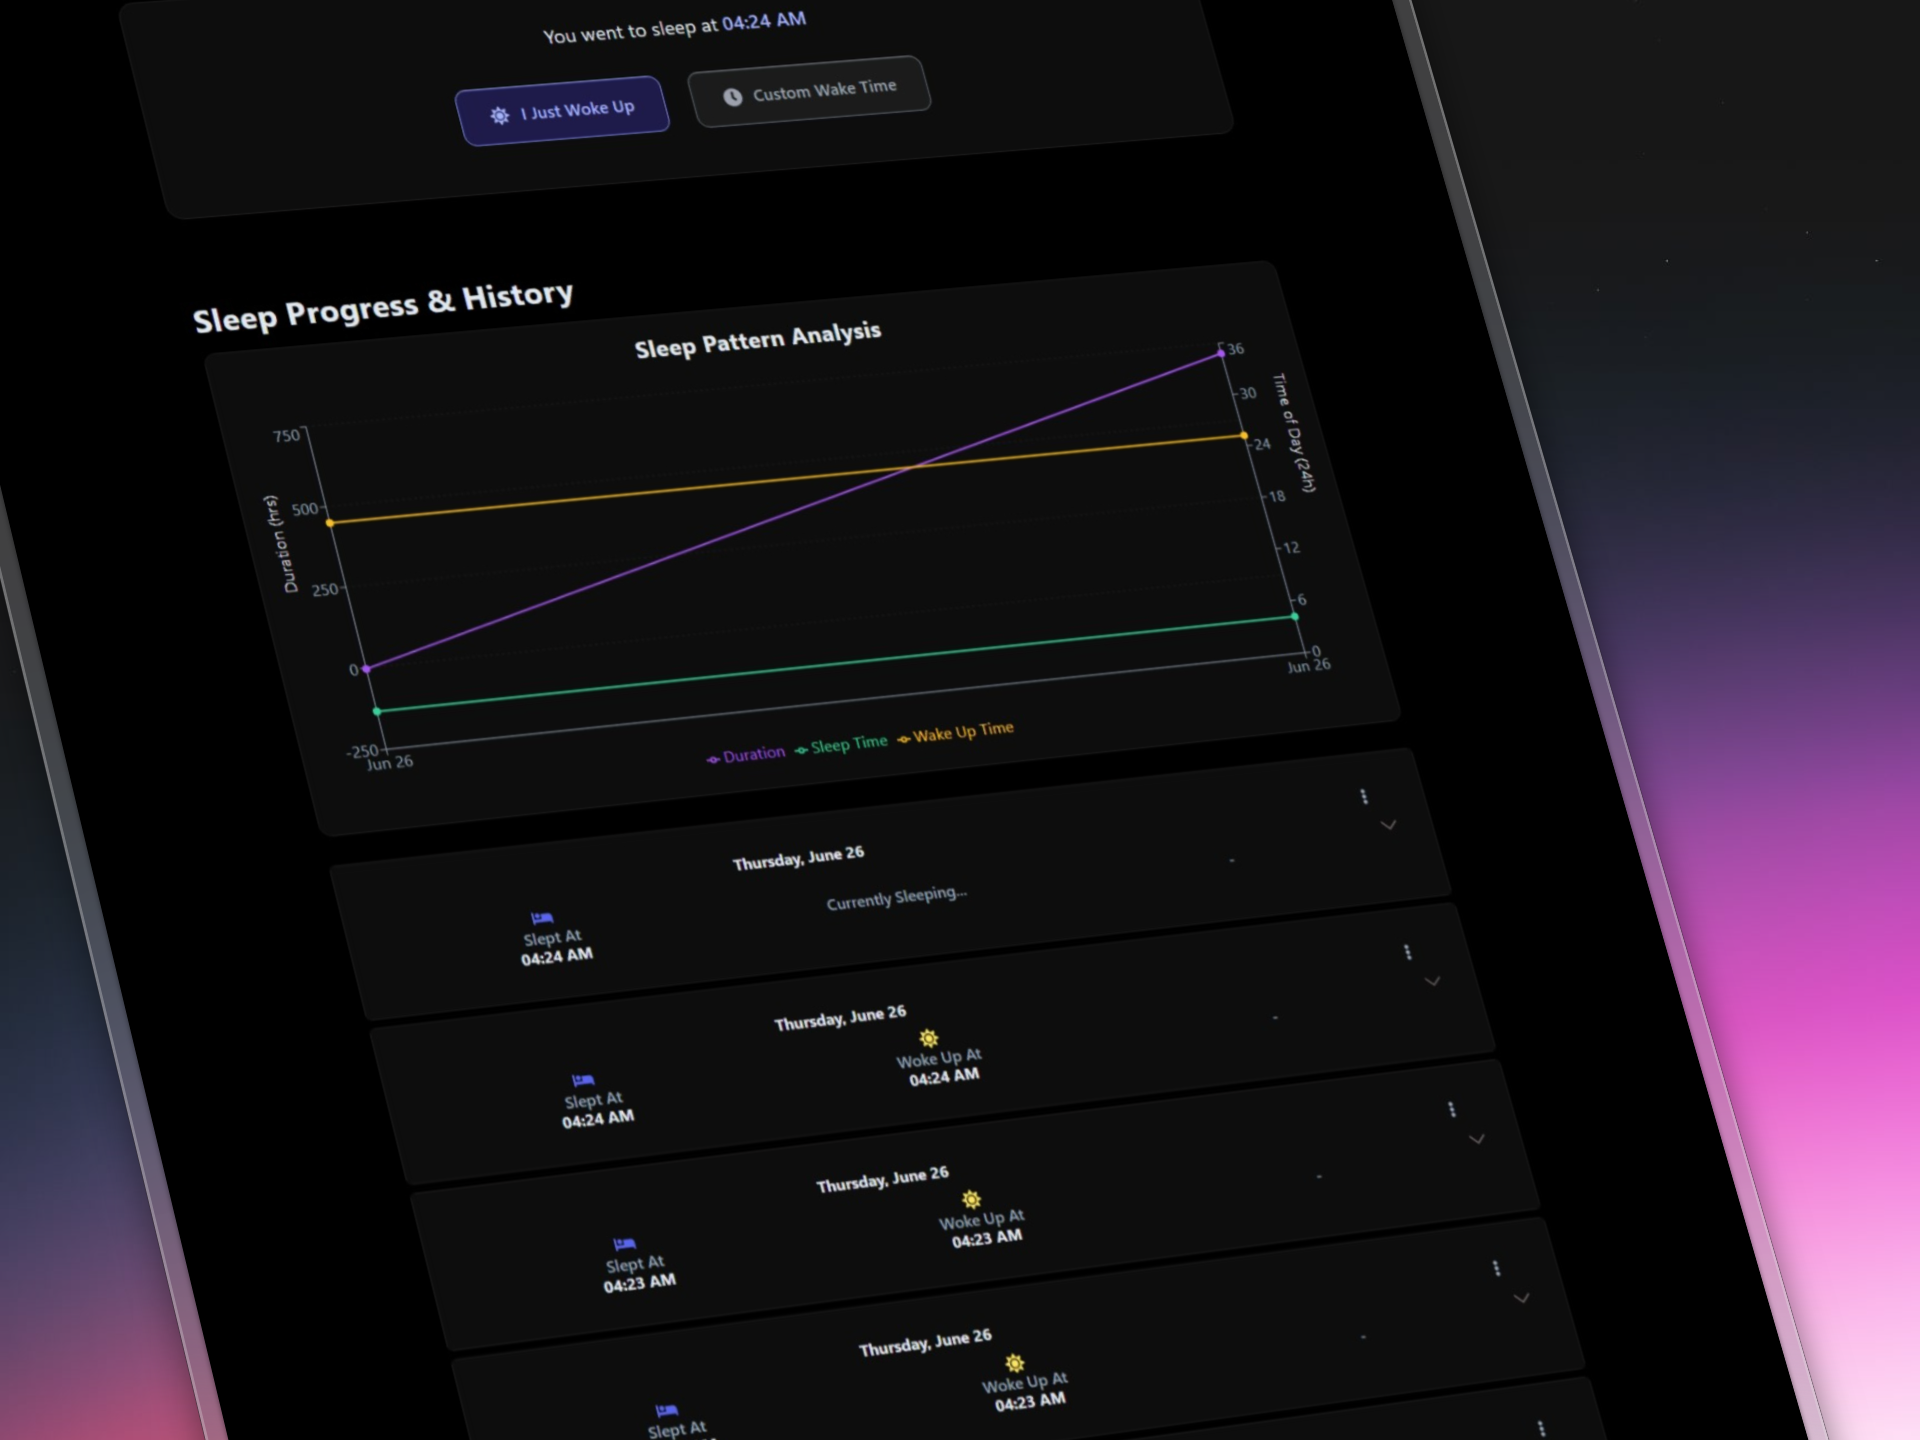 You went to sleep at 04:24 AM
I Just Woke Up
Custom Wake Time
Sleep Progress & History
Sleep Pattern Analysis
750
500
250
0
-250
Duration (hrs)
36
30
24
18
12
6
0
Time of Day (24h)
Jun 26
Jun 26
Duration
Sleep Time
Wake Up Time
Thursday, June 26
Slept At
04:24 AM
Currently Sleeping...
-
Thursday, June 26
Slept At
04:24 AM
Woke Up At
04:24 AM
-
Thursday, June 26
Slept At
04:23 AM
Woke Up At
04:23 AM
-
Thursday, June 26
Slept At
Woke Up At
04:23 AM
-